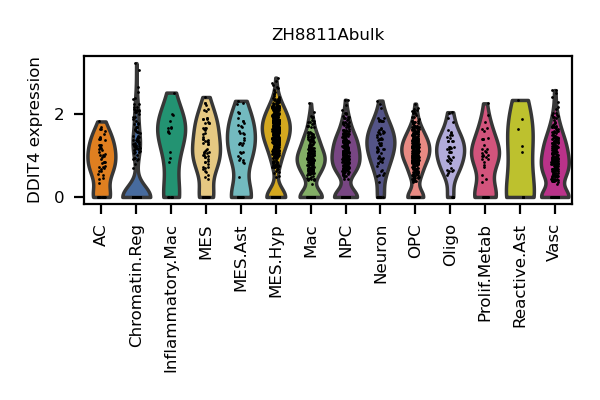 ZH8811Abulk
DDIT4 expression
2
0
AC
Chromatin.Reg
Inflammatory.Mac
MES
MES.Ast
MES.Hyp
Mac
NPC
Neuron
OPC
Oligo
Prolif.Metab
Reactive.Ast
Vasc